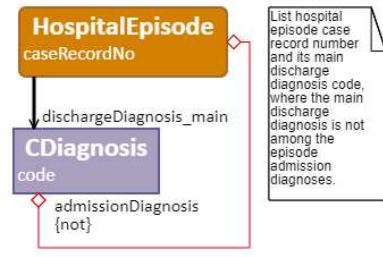 HospitalEpisode
caseRecordNo
dischargeDiagnosis_main
CDiagnosis
code
admissionDiagnosis
{not}
List hospital
episode case
record number
and its main
discharge
diagnosis code,
where the main
discharge
diagnosis is not
among the
episode
admission
diagnoses.